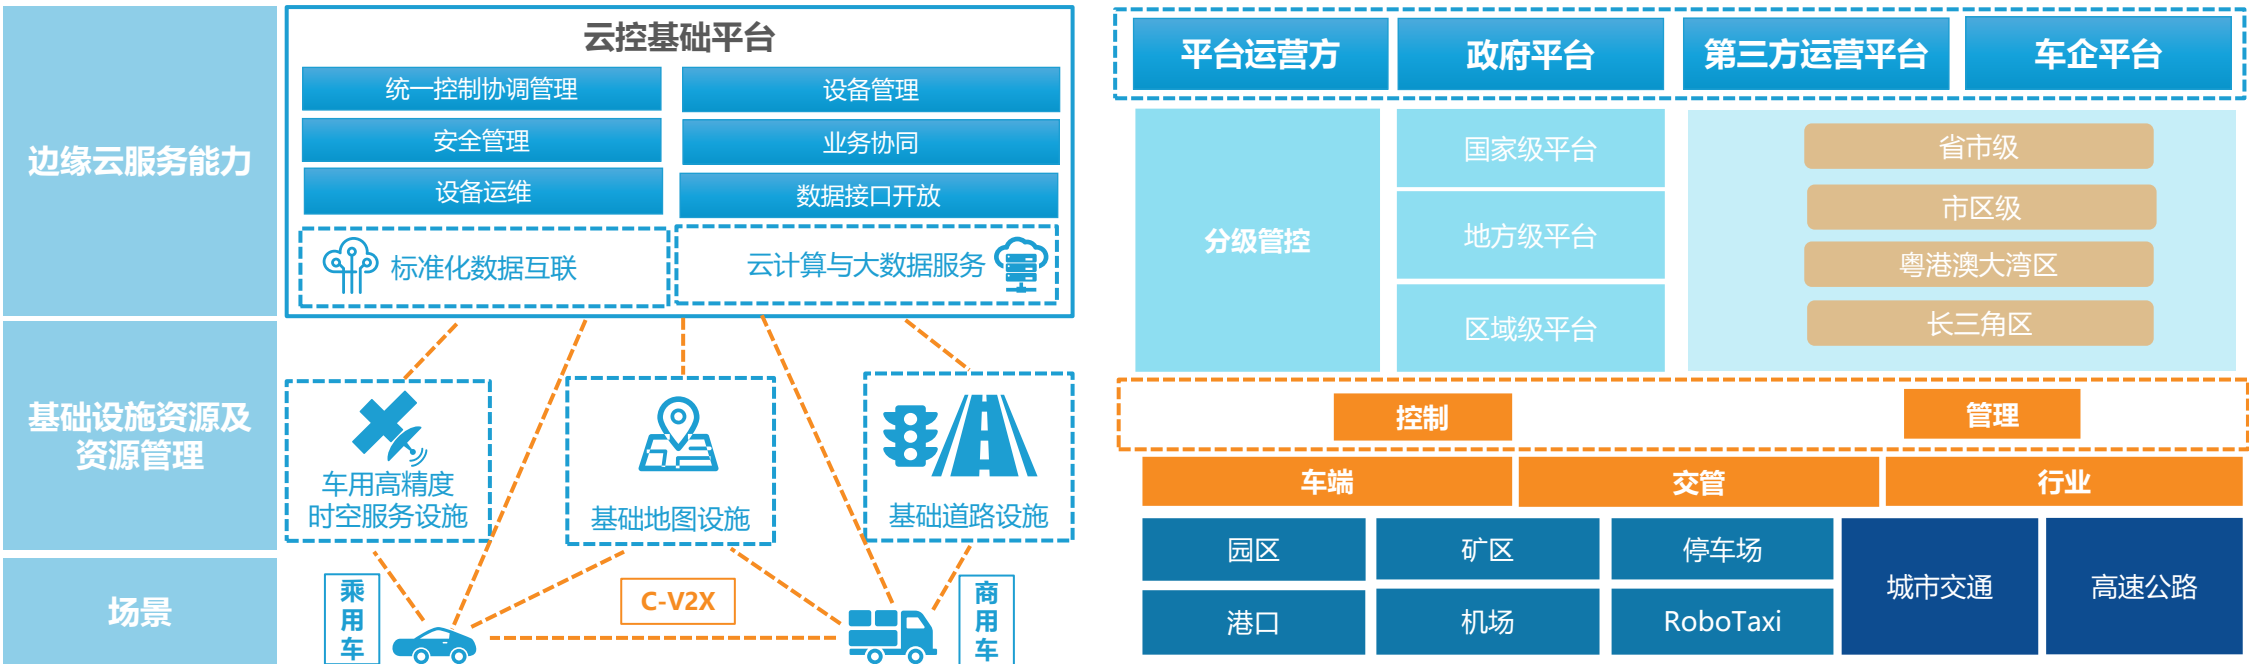 边缘云服务能力
云控基础平台
统一控制协调管理
设备管理
安全管理
业务协同
设备运维
数据接口开放
标准化数据互联
云计算与大数据服务
基础设施资源及
资源管理
车用高精度
时空服务设施
基础地图设施
基础道路设施
场景
乘用车
C-V2X
商用车
平台运营方
政府平台
第三方运营平台
车企平台
分级管控
国家级平台
地方级平台
区域级平台
省市级
市区级
粤港澳大湾区
长三角区
控制
管理
车端
交管
行业
园区
矿区
停车场
城市交通
高速公路
港口
机场
RoboTaxi